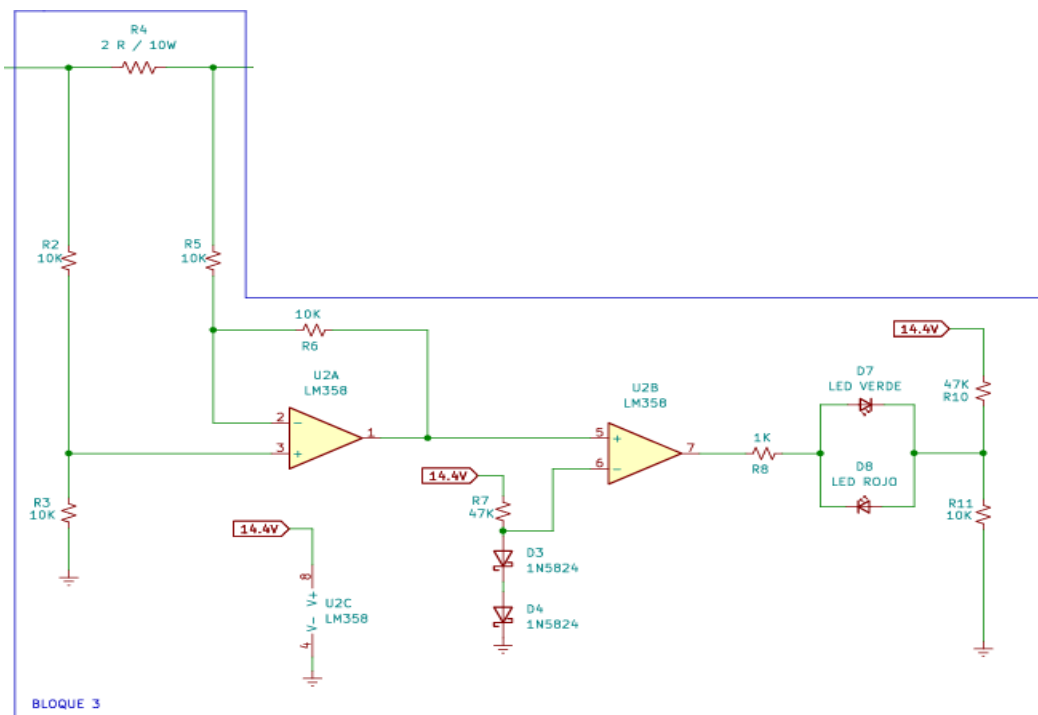 R4
2 R / 10W
R2
10K
R5
10K
10K
R6
14.4V
U2A
LM358
2
3
1
-
+
D7
LED VERDE
U2B
LM358
47K
R10
5
6
7
+
-
1K
R8
D8
LED ROJO
14.4V
R7
47K
R3
10K
R11
10K
14.4V
D3
1N5824
8
V+
U2C
LM358
V-
4
D4
1N5824
BLOQUE 3